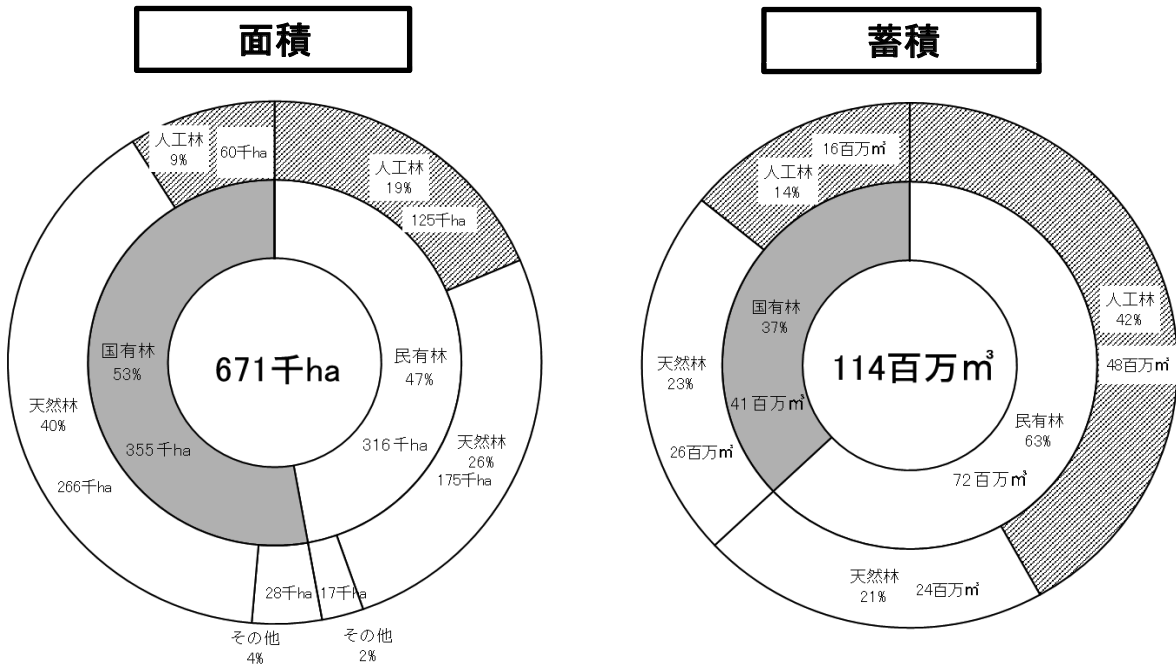 面積
人工林
9%
60千ha
人工林
19%
125千ha
国有林
53%
355千ha
671千ha
民有林
47%
316千ha
天然林
40%
266千ha
天然林
26%
175千ha
28千ha
17千ha
その他
4%
その他
2%
蓄積
16百万㎥
人工林
14%
人工林
42%
48百万㎥
国有林
37%
41百万㎥
114百万㎥
民有林
63%
72百万㎥
天然林
23%
26百万㎥
天然林
21%
24百万㎥